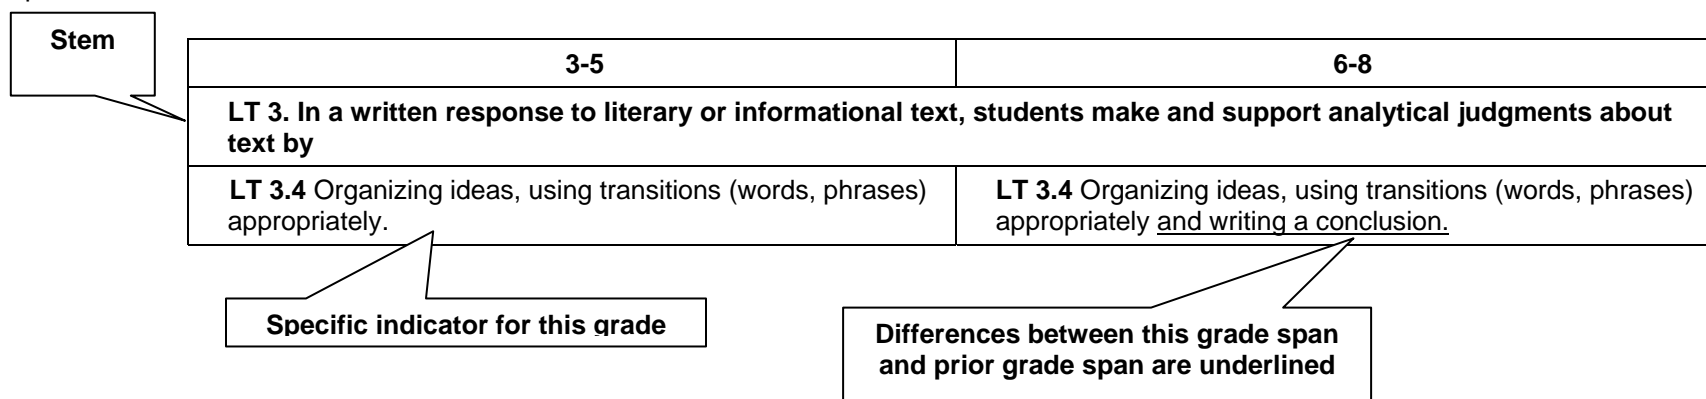 Stem
3-5
6-8
LT 3. In a written response to literary or informational text, students make and support analytical judgments about
text by
LT 3.4 Organizing ideas, using transitions (words, phrases)
appropriately.
LT 3.4 Organizing ideas, using transitions (words, phrases)
appropriately and writing a conclusion.
Specific indicator for this grade
Differences between this grade span
and prior grade span are underlined